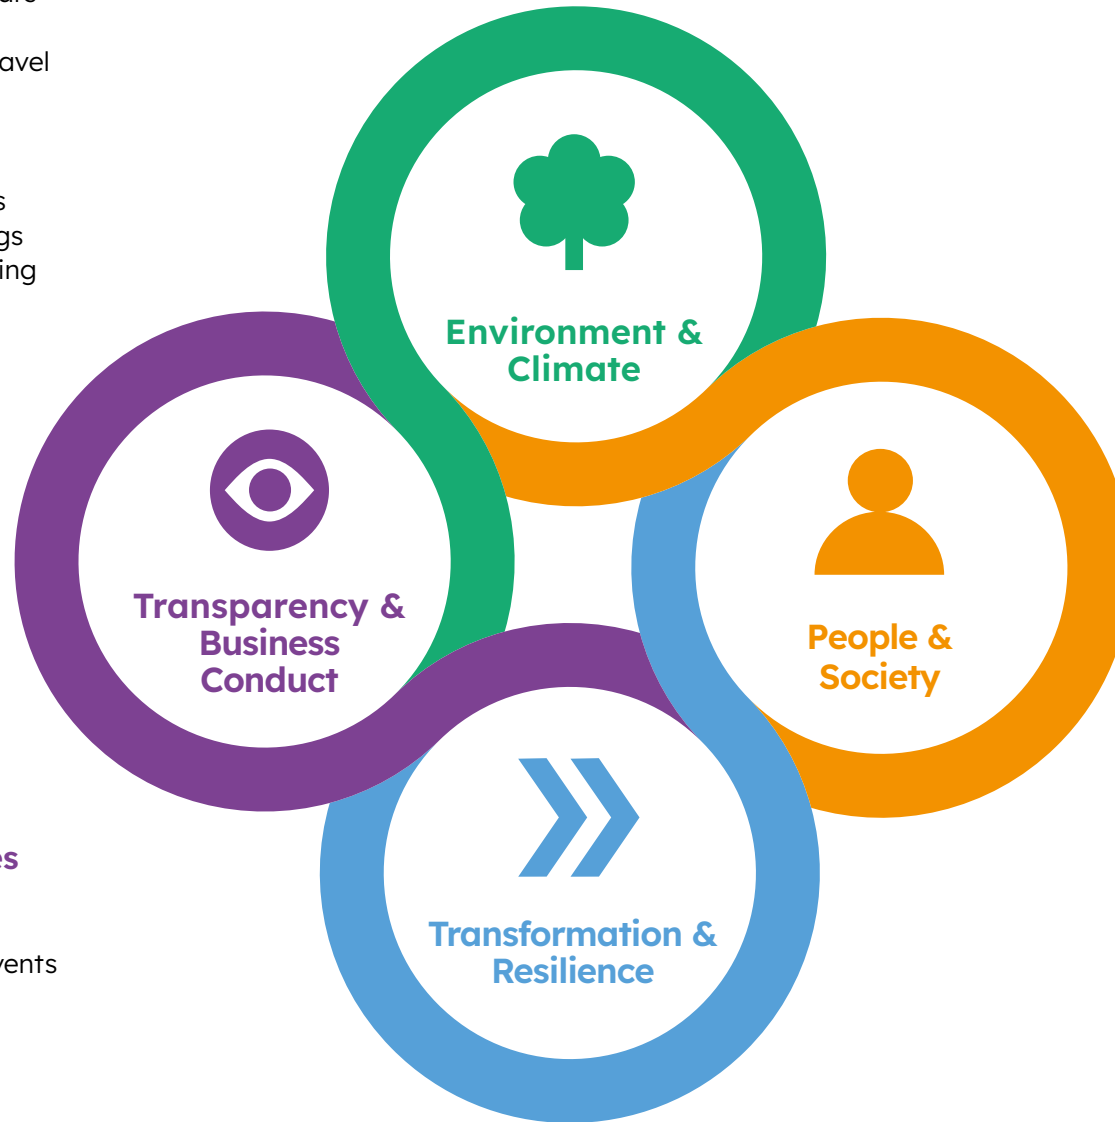 Environment &
Climate
Transparency &
Business
Conduct
People &
Society
Transformation &
Resilience